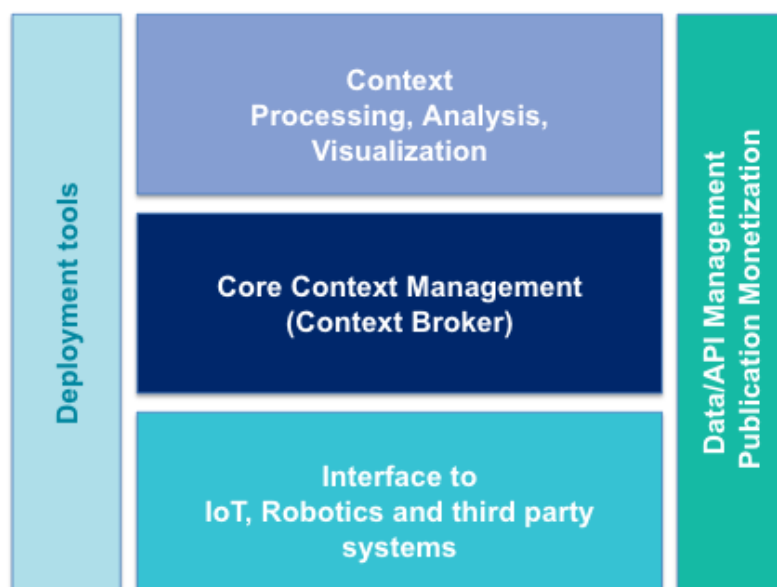 Deployment tools
Context
Processing, Analysis,
Visualization
Core Context Management
(Context Broker)
Interface to
IoT, Robotics and third party
systems
Data/API Management
Publication Monetization